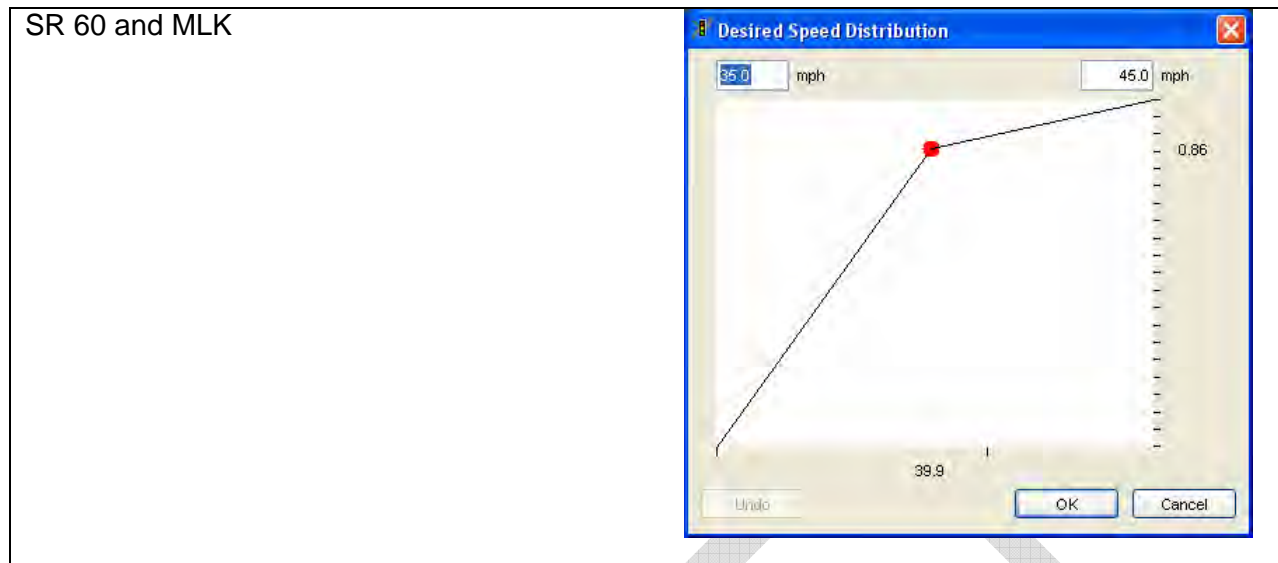 SR 60 and MLK
Desired Speed Distribution
35.0 mph 45.0 mph
0.86
39.9
Undo OK Cancel